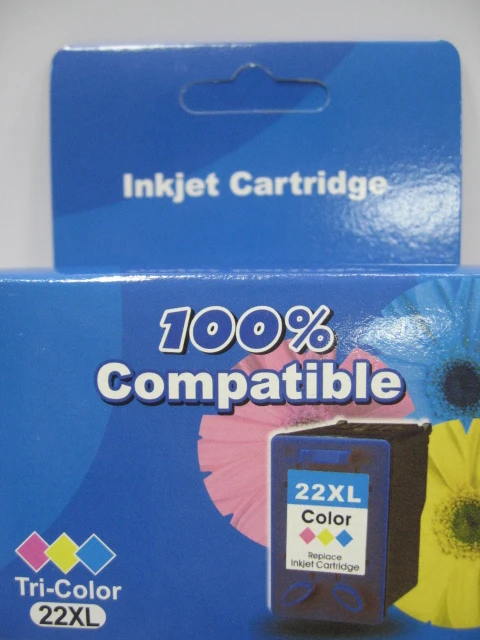 Inkjet Cartridge
100%
Compatible
22XL
Color
Replace
Inkjet Cartridge
Tri-Color
22XL